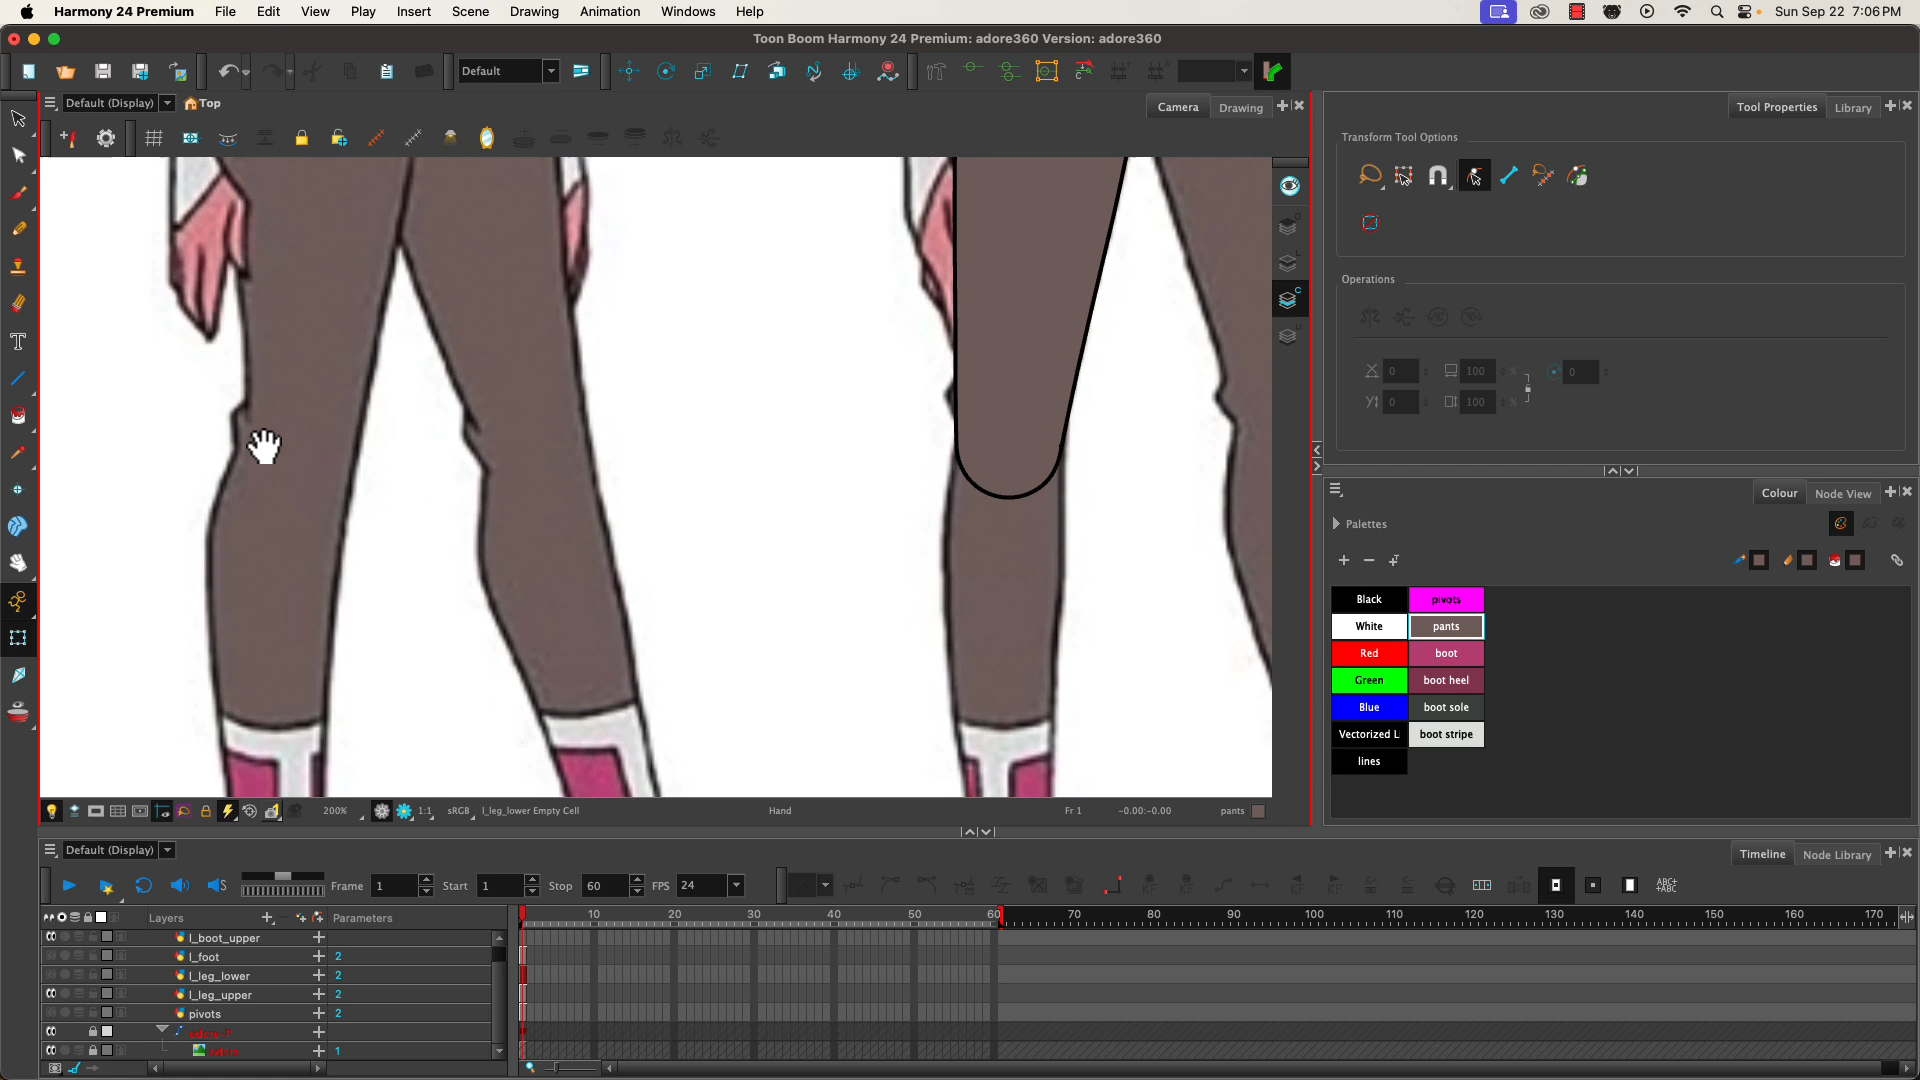 Harmony 24 Premium File Edit View Play Insert Scene Drawing Animation Windows Help Sun Sep 22 7:06 PM
Toon Boom Harmony 24 Premium: adore360 Version: adore360
Default
Default (Display) Top Camera Drawing
Tool Properties Library
Transform Tool Options
Operations
0 100 % 0
0 100 %
Colour Node View
Palettes
Black pivots
White pants
Red boot
Green boot heel
Blue boot sole
Vectorized L boot stripe
lines
200% 1:1 sRGB l_leg_lower Empty Cell Hand Fr 1 -0.00:-0.00 pants
Default (Display) Timeline Node Library
Frame 1 Start 1 Stop 60 FPS 24 KF KF KF KF ABC+ABC
Layers Parameters 10 20 30 40 50 60 70 80 90 100 110 120 130 140 150 160 170
l_boot_upper
l_foot 2
l_leg_lower 2
l_leg_upper 2
pivots 2
1